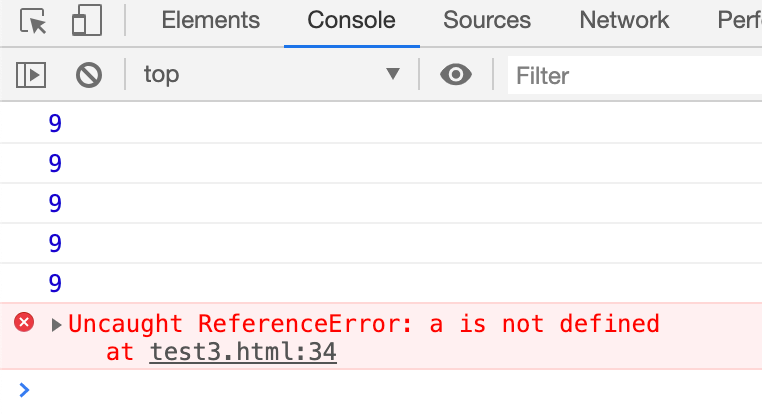 Elements Console Sources Network Perf
top Filter
9
9
9
9
9
Uncaught ReferenceError: a is not defined
at test3.html:34